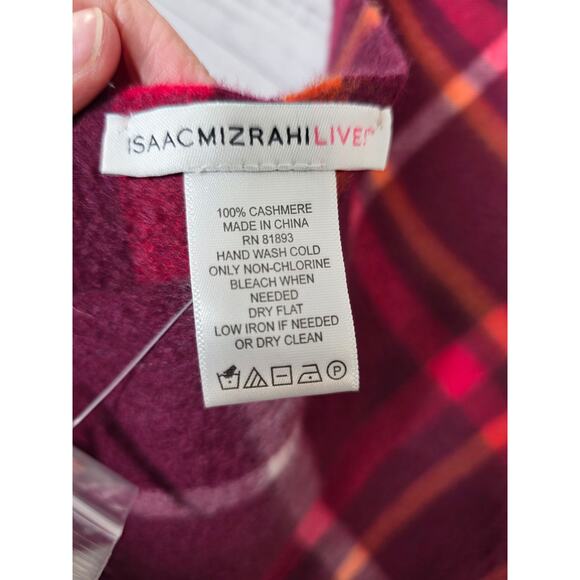 ISAACMIZRAHILIVE!™
100% CASHMERE
MADE IN CHINA
RN 81893
HAND WASH COLD
ONLY NON-CHLORINE
BLEACH WHEN
NEEDED
DRY FLAT
LOW IRON IF NEEDED
OR DRY CLEAN
P